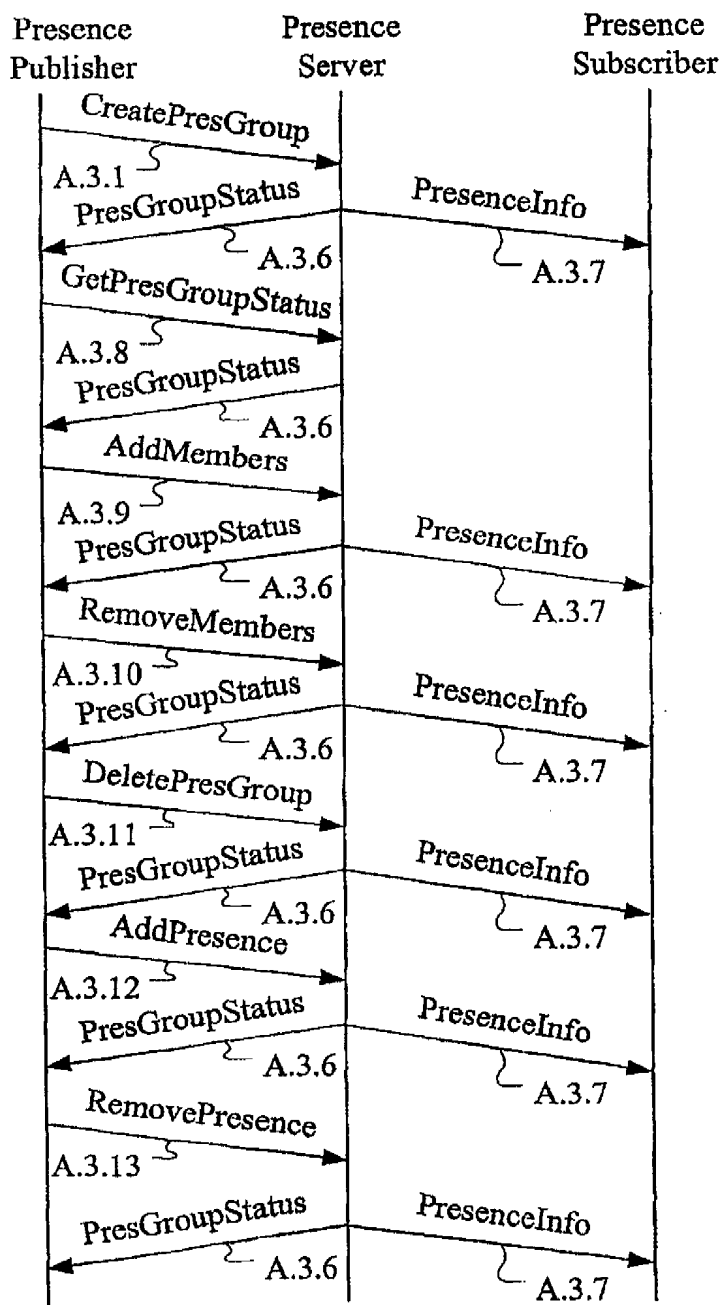 Presence Publisher
Presence Server
Presence Subscriber
CreatePresGroup
A.3.1
PresGroupStatus
PresenceInfo
A.3.6
A.3.7
GetPresGroupStatus
A.3.8
PresGroupStatus
A.3.6
AddMembers
A.3.9
PresGroupStatus
PresenceInfo
A.3.6
A.3.7
RemoveMembers
A.3.10
PresGroupStatus
PresenceInfo
A.3.6
A.3.7
DeletePresGroup
A.3.11
PresGroupStatus
PresenceInfo
A.3.6
A.3.7
AddPresence
A.3.12
PresGroupStatus
PresenceInfo
A.3.6
A.3.7
RemovePresence
A.3.13
PresGroupStatus
PresenceInfo
A.3.6
A.3.7